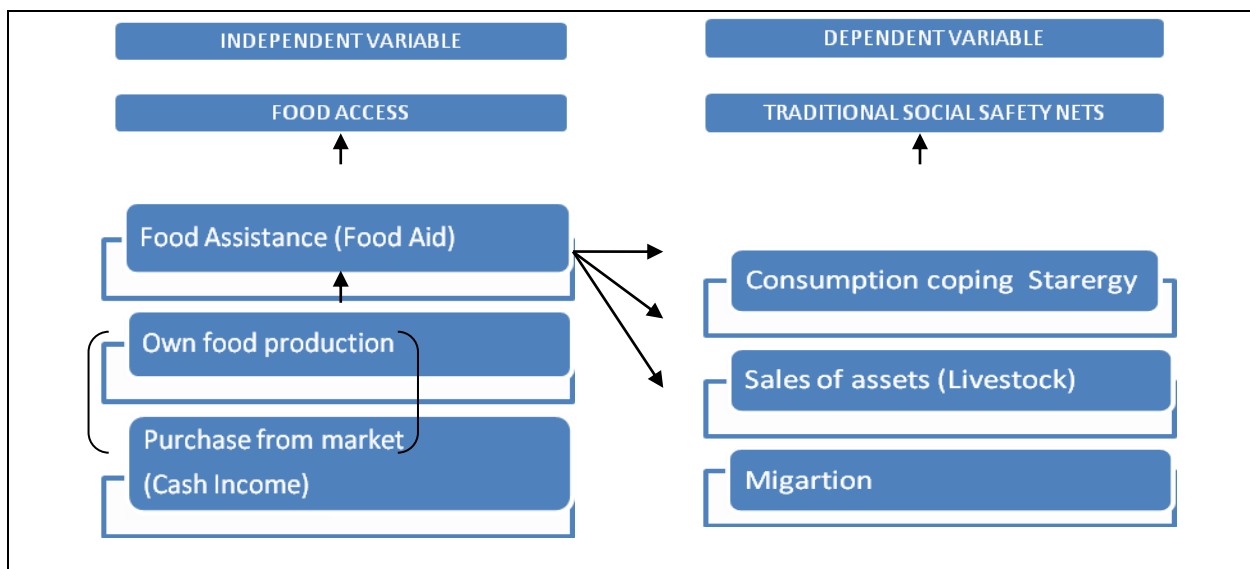 INDEPENDENT VARIABLE
FOOD ACCESS
Food Assistance (Food Aid)
Own food production
Purchase from market
(Cash Income)
DEPENDENT VARIABLE
TRADITIONAL SOCIAL SAFETY NETS
Consumption coping Starergy
Sales of assets (Livestock)
Migartion